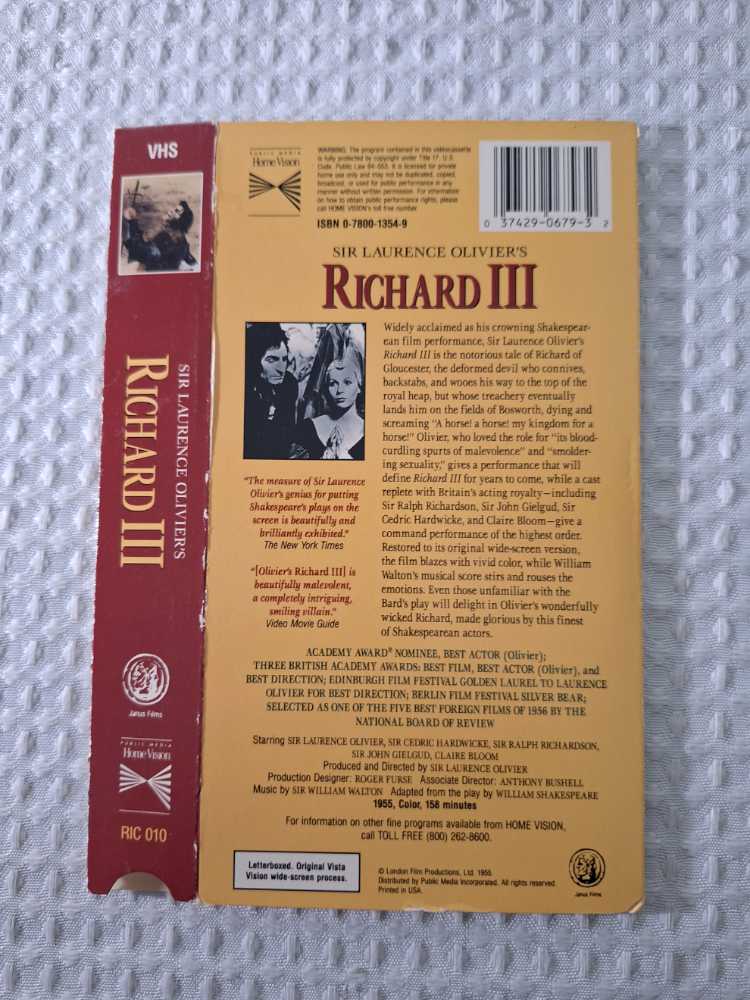 VHS
SIR LAURENCE OLIVIER'S
RICHARD III
Janus Films
PUBLIC MEDIA
Home Vision
RIC 010
PUBLIC MEDIA
Home Vision
WARNING: The program contained in this videocassette
is fully protected by copyright under Title 17, U.S.
Code, Public Law 94-553. It is licensed for private
home use only and may not be duplicated, copied,
broadcast, or used for public performance in any
manner without written permission. For information
on how to obtain public performance rights, please
call HOME VISION's toll free number.
ISBN 0-7800-1354-9
0 37429-0679-3 2
SIR LAURENCE OLIVIER'S
RICHARD III
Widely acclaimed as his crowning Shakespear-
ean film performance, Sir Laurence Olivier's
Richard III is the notorious tale of Richard of
Gloucester, the deformed devil who connives,
backstabs, and wooes his way to the top of the
royal heap, but whose treachery eventually
lands him on the fields of Bosworth, dying and
screaming "A horse! a horse! my kingdom for a
horse!" Olivier, who loved the role for "its blood-
curdling spurts of malevolence" and "smolder-
ing sexuality," gives a performance that will
define Richard III for years to come, while a cast
replete with Britain's acting royalty—including
Sir Ralph Richardson, Sir John Gielgud, Sir
Cedric Hardwicke, and Claire Bloom—give a
command performance of the highest order.
Restored to its original wide-screen version,
the film blazes with vivid color, while William
Walton's musical score stirs and rouses the
emotions. Even those unfamiliar with the
Bard's play will delight in Olivier's wonderfully
wicked Richard, made glorious by this finest
of Shakespearean actors.
"The measure of Sir Laurence
Olivier's genius for putting
Shakespeare's plays on the
screen is beautifully and
brilliantly exhibited."
The New York Times
"[Olivier's Richard III] is
beautifully malevolent,
a completely intriguing,
smiling villain."
Video Movie Guide
ACADEMY AWARD® NOMINEE, BEST ACTOR (Olivier);
THREE BRITISH ACADEMY AWARDS: BEST FILM, BEST ACTOR (Olivier), and
BEST DIRECTION; EDINBURGH FILM FESTIVAL GOLDEN LAUREL TO LAURENCE
OLIVIER FOR BEST DIRECTION; BERLIN FILM FESTIVAL SILVER BEAR;
SELECTED AS ONE OF THE FIVE BEST FOREIGN FILMS OF 1956 BY THE
NATIONAL BOARD OF REVIEW
Starring SIR LAURENCE OLIVIER, SIR CEDRIC HARDWICKE, SIR RALPH RICHARDSON,
SIR JOHN GIELGUD, CLAIRE BLOOM
Produced and Directed by SIR LAURENCE OLIVIER
Production Designer: ROGER FURSE Associate Director: ANTHONY BUSHELL
Music by SIR WILLIAM WALTON Adapted from the play by WILLIAM SHAKESPEARE
1955, Color, 158 minutes
For information on other fine programs available from HOME VISION,
call TOLL FREE (800) 262-8600.
Letterboxed. Original Vista
Vision wide-screen process.
© London Film Productions, Ltd. 1955.
Distributed by Public Media Incorporated. All rights reserved.
Printed in USA.
Janus Films